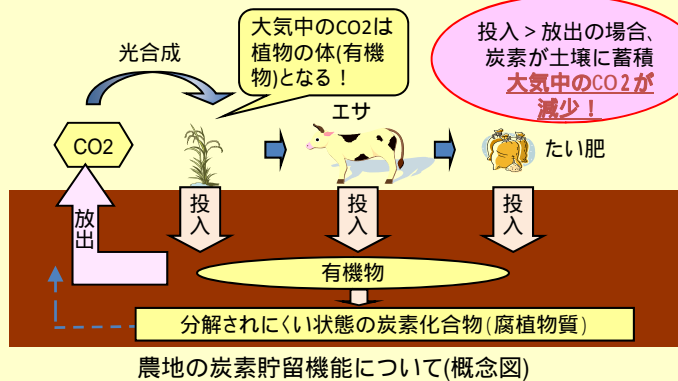 光合成
大気中のCO2は
植物の体(有機
物)となる！
投入 > 放出の場合、
炭素が土壌に蓄積
大気中のCO2が
減少！
エサ
CO2
たい肥
放出
投入
投入
投入
有機物
分解されにくい状態の炭素化合物(腐植物質)
農地の炭素貯留機能について(概念図)